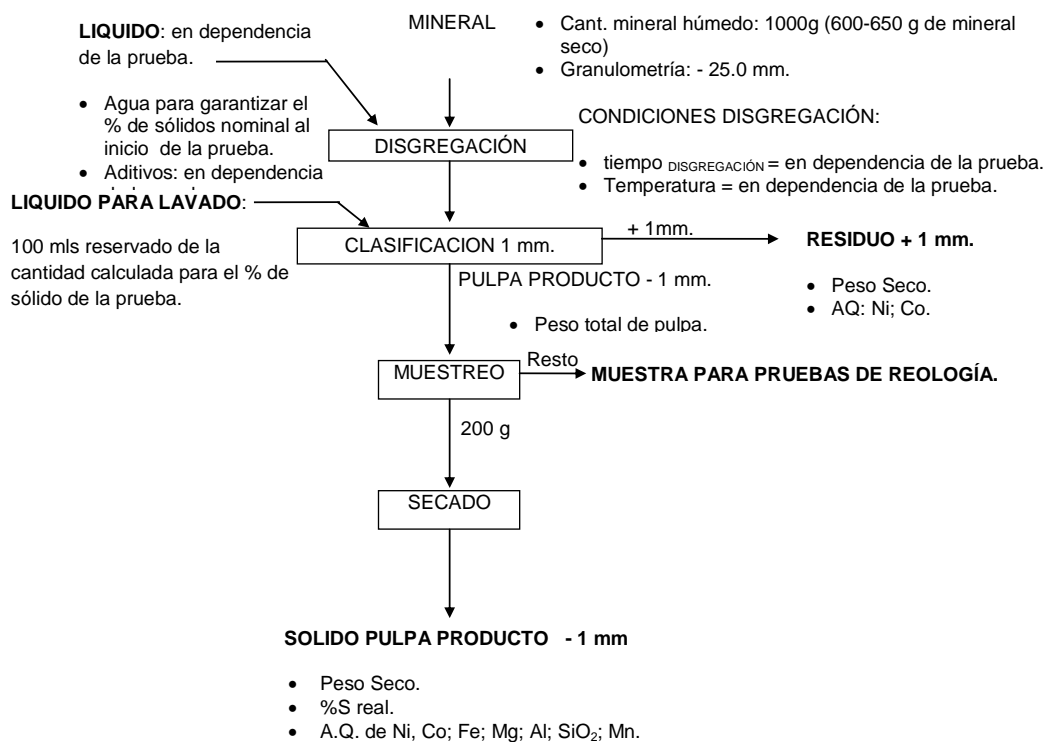 LIQUIDO: en dependencia
de la prueba.
• Agua para garantizar el
% de sólidos nominal al
inicio de la prueba.
• Aditivos: en dependencia
MINERAL
• Cant. mineral húmedo: 1000g (600-650 g de mineral
seco)
• Granulometría: - 25.0 mm.
DISGREGACIÓN
CONDICIONES DISGREGACIÓN:
• tiempo DISGREGACIÓN = en dependencia de la prueba.
• Temperatura = en dependencia de la prueba.
LIQUIDO PARA LAVADO:
100 mls reservado de la
cantidad calculada para el % de
sólido de la prueba.
CLASIFICACION 1 mm.
+ 1mm.
RESIDUO + 1 mm.
• Peso Seco.
• AQ: Ni; Co.
PULPA PRODUCTO - 1 mm.
• Peso total de pulpa.
MUESTREO
Resto
MUESTRA PARA PRUEBAS DE REOLOGÍA.
200 g
SECADO
SOLIDO PULPA PRODUCTO - 1 mm
• Peso Seco.
• %S real.
• A.Q. de Ni, Co; Fe; Mg; Al; SiO₂; Mn.